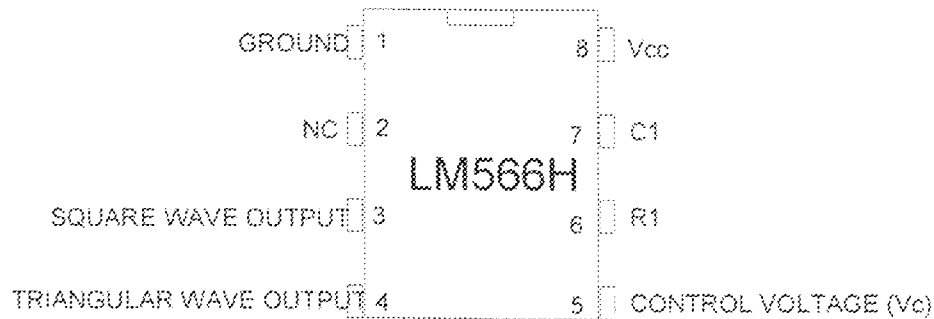 GROUND 1 8 Vcc
NC 2 7 C1
LM566H
SQUARE WAVE OUTPUT 3 6 R1
TRIANGULAR WAVE OUTPUT 4 5 CONTROL VOLTAGE (Vc)